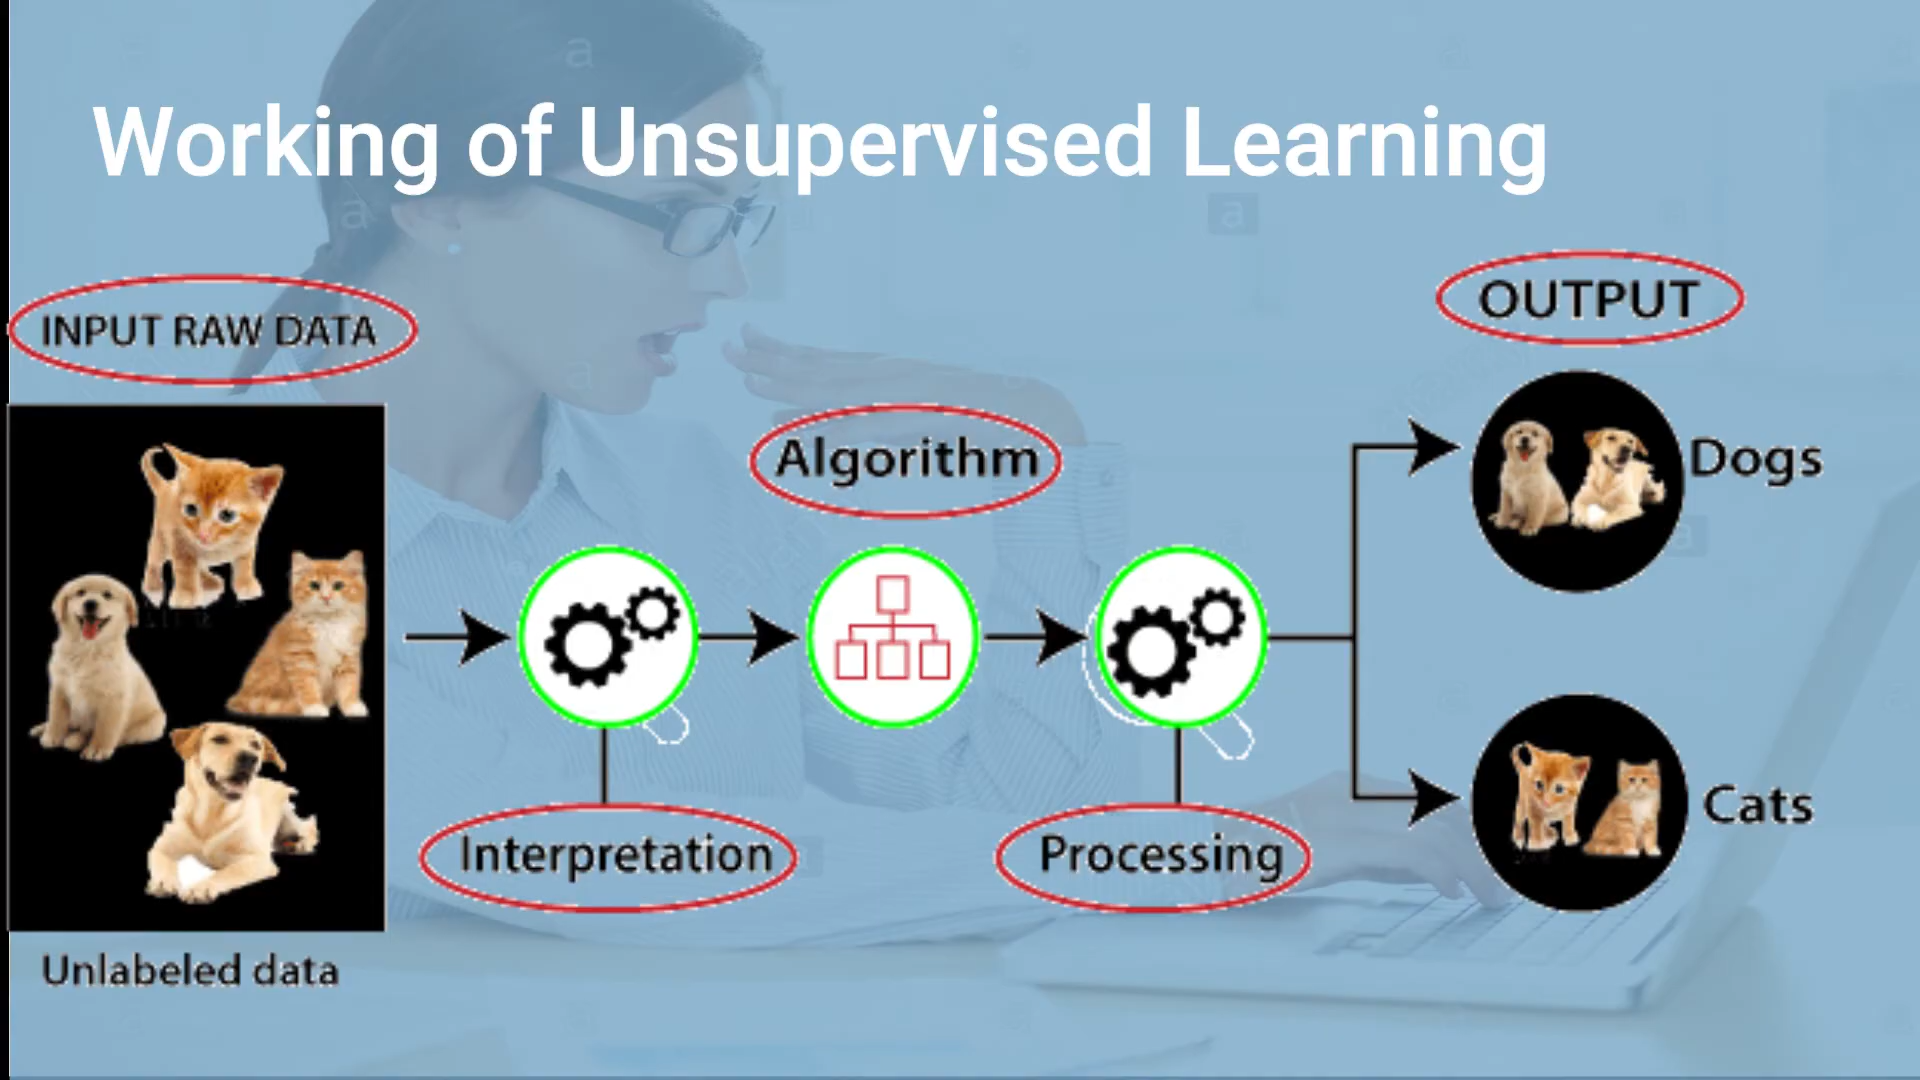 Working of Unsupervised Learning
INPUT RAW DATA
OUTPUT
Algorithm
Dogs
Interpretation
Processing
Cats
Unlabeled data
a
a
a
a
a